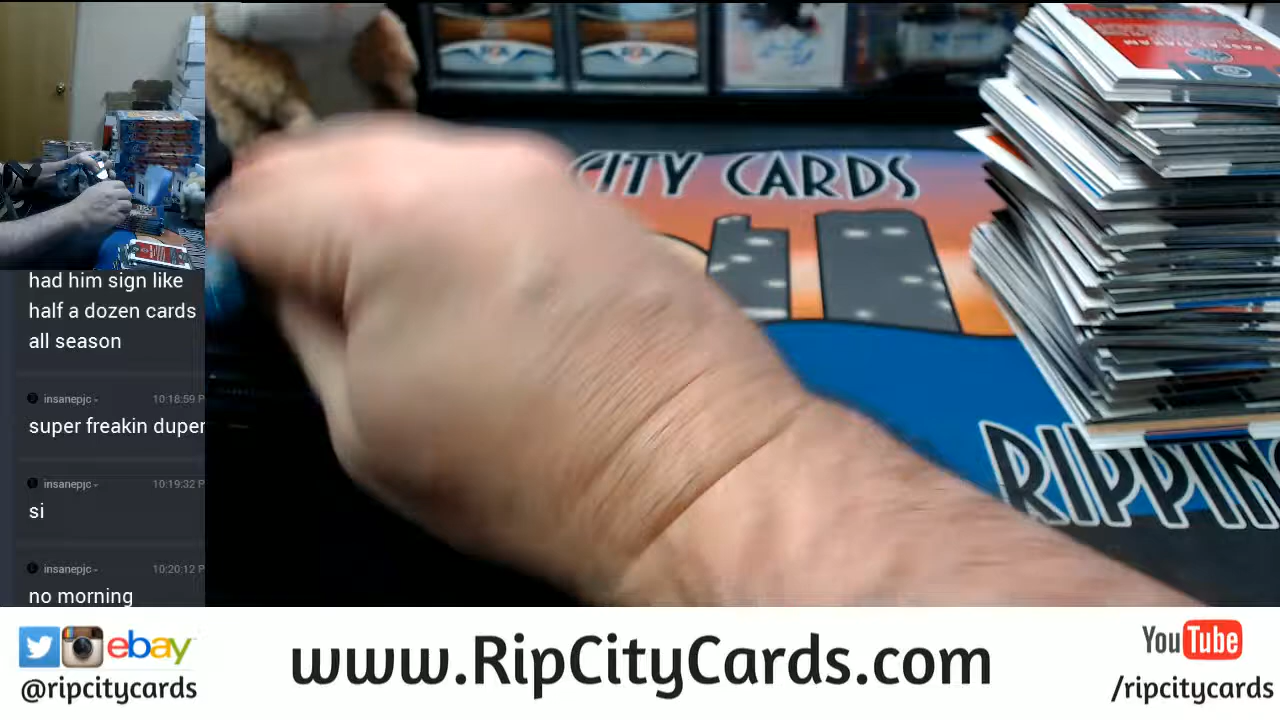 CITY CARDS
had him sign like
half a dozen cards
all season
insanepjc
10:18:59 P
super freakin duper
insanepjc
10:19:32 P
si
insanepjc
10:20:12 P
no morning
RIPPIN
ebay
@ripcitycards
www.RipCityCards.com
YouTube
/ripcitycards